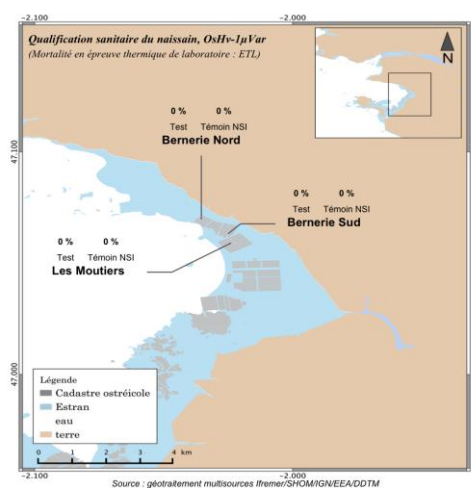 -2.100 -2.000
Qualification sanitaire du naissain, OsHv-1µVar
(Mortalité en épreuve thermique de laboratoire : ETL)
N
47.100
0 % 0 %
Test Témoin NSI
Bernerie Nord
0 % 0 %
Test Témoin NSI
Bernerie Sud
0 % 0 %
Test Témoin NSI
Les Moutiers
47.000
Légende
Cadastre ostréicole
Estran
eau
terre
0 1 2 3 4 km
-2.100 -2.000
Source : géotraitement multisources Ifremer/SHOM/IGN/EEA/DDTM